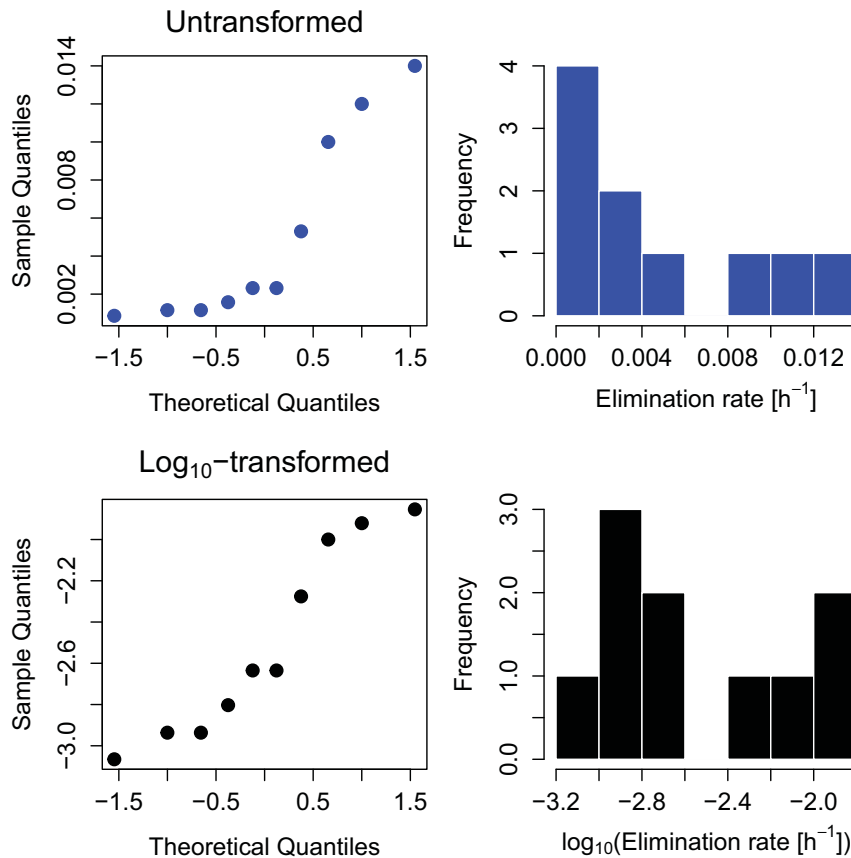 Untransformed
Sample Quantiles
0.002 0.008 0.014
−1.5 −0.5 0.5 1.5
Theoretical Quantiles
Frequency
0 1 2 3 4
0.000 0.004 0.008 0.012
Elimination rate [h⁻¹]
Log₁₀−transformed
Sample Quantiles
−3.0 −2.6 −2.2
−1.5 −0.5 0.5 1.5
Theoretical Quantiles
Frequency
0.0 1.0 2.0 3.0
−3.2 −2.8 −2.4 −2.0
log₁₀(Elimination rate [h⁻¹])